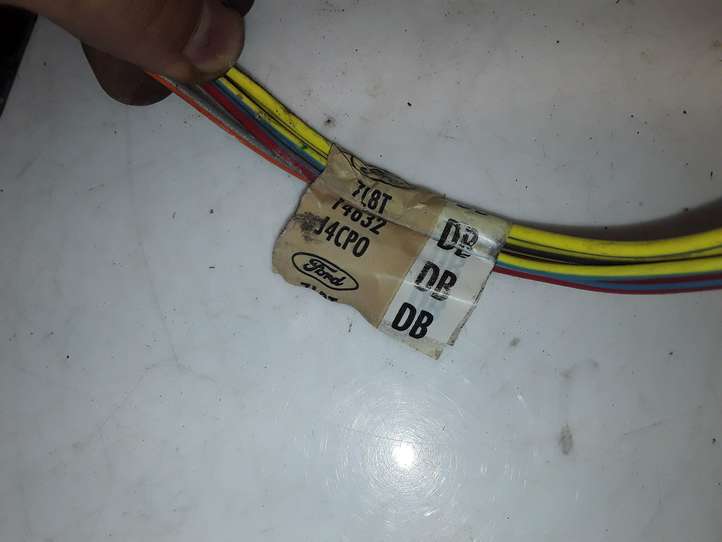 7L8T
14632
J4CPO
Ford
DB
DB
DB